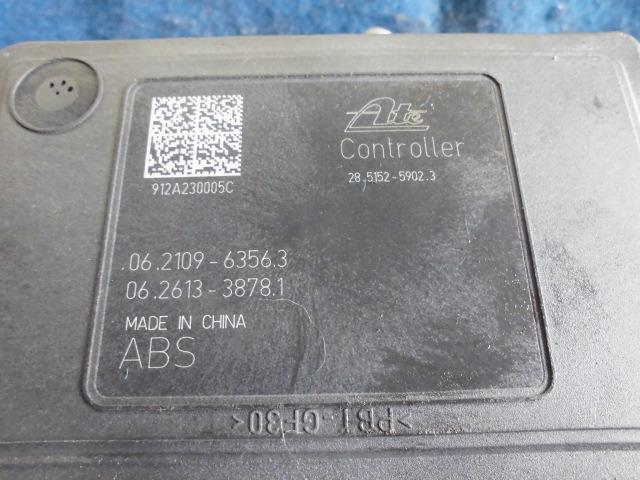 Ate
Controller
28.5152-5902.3
912A230005C
.06.2109-6356.3
06.2613-3878.1
MADE IN CHINA
ABS
>PBT-GF30<